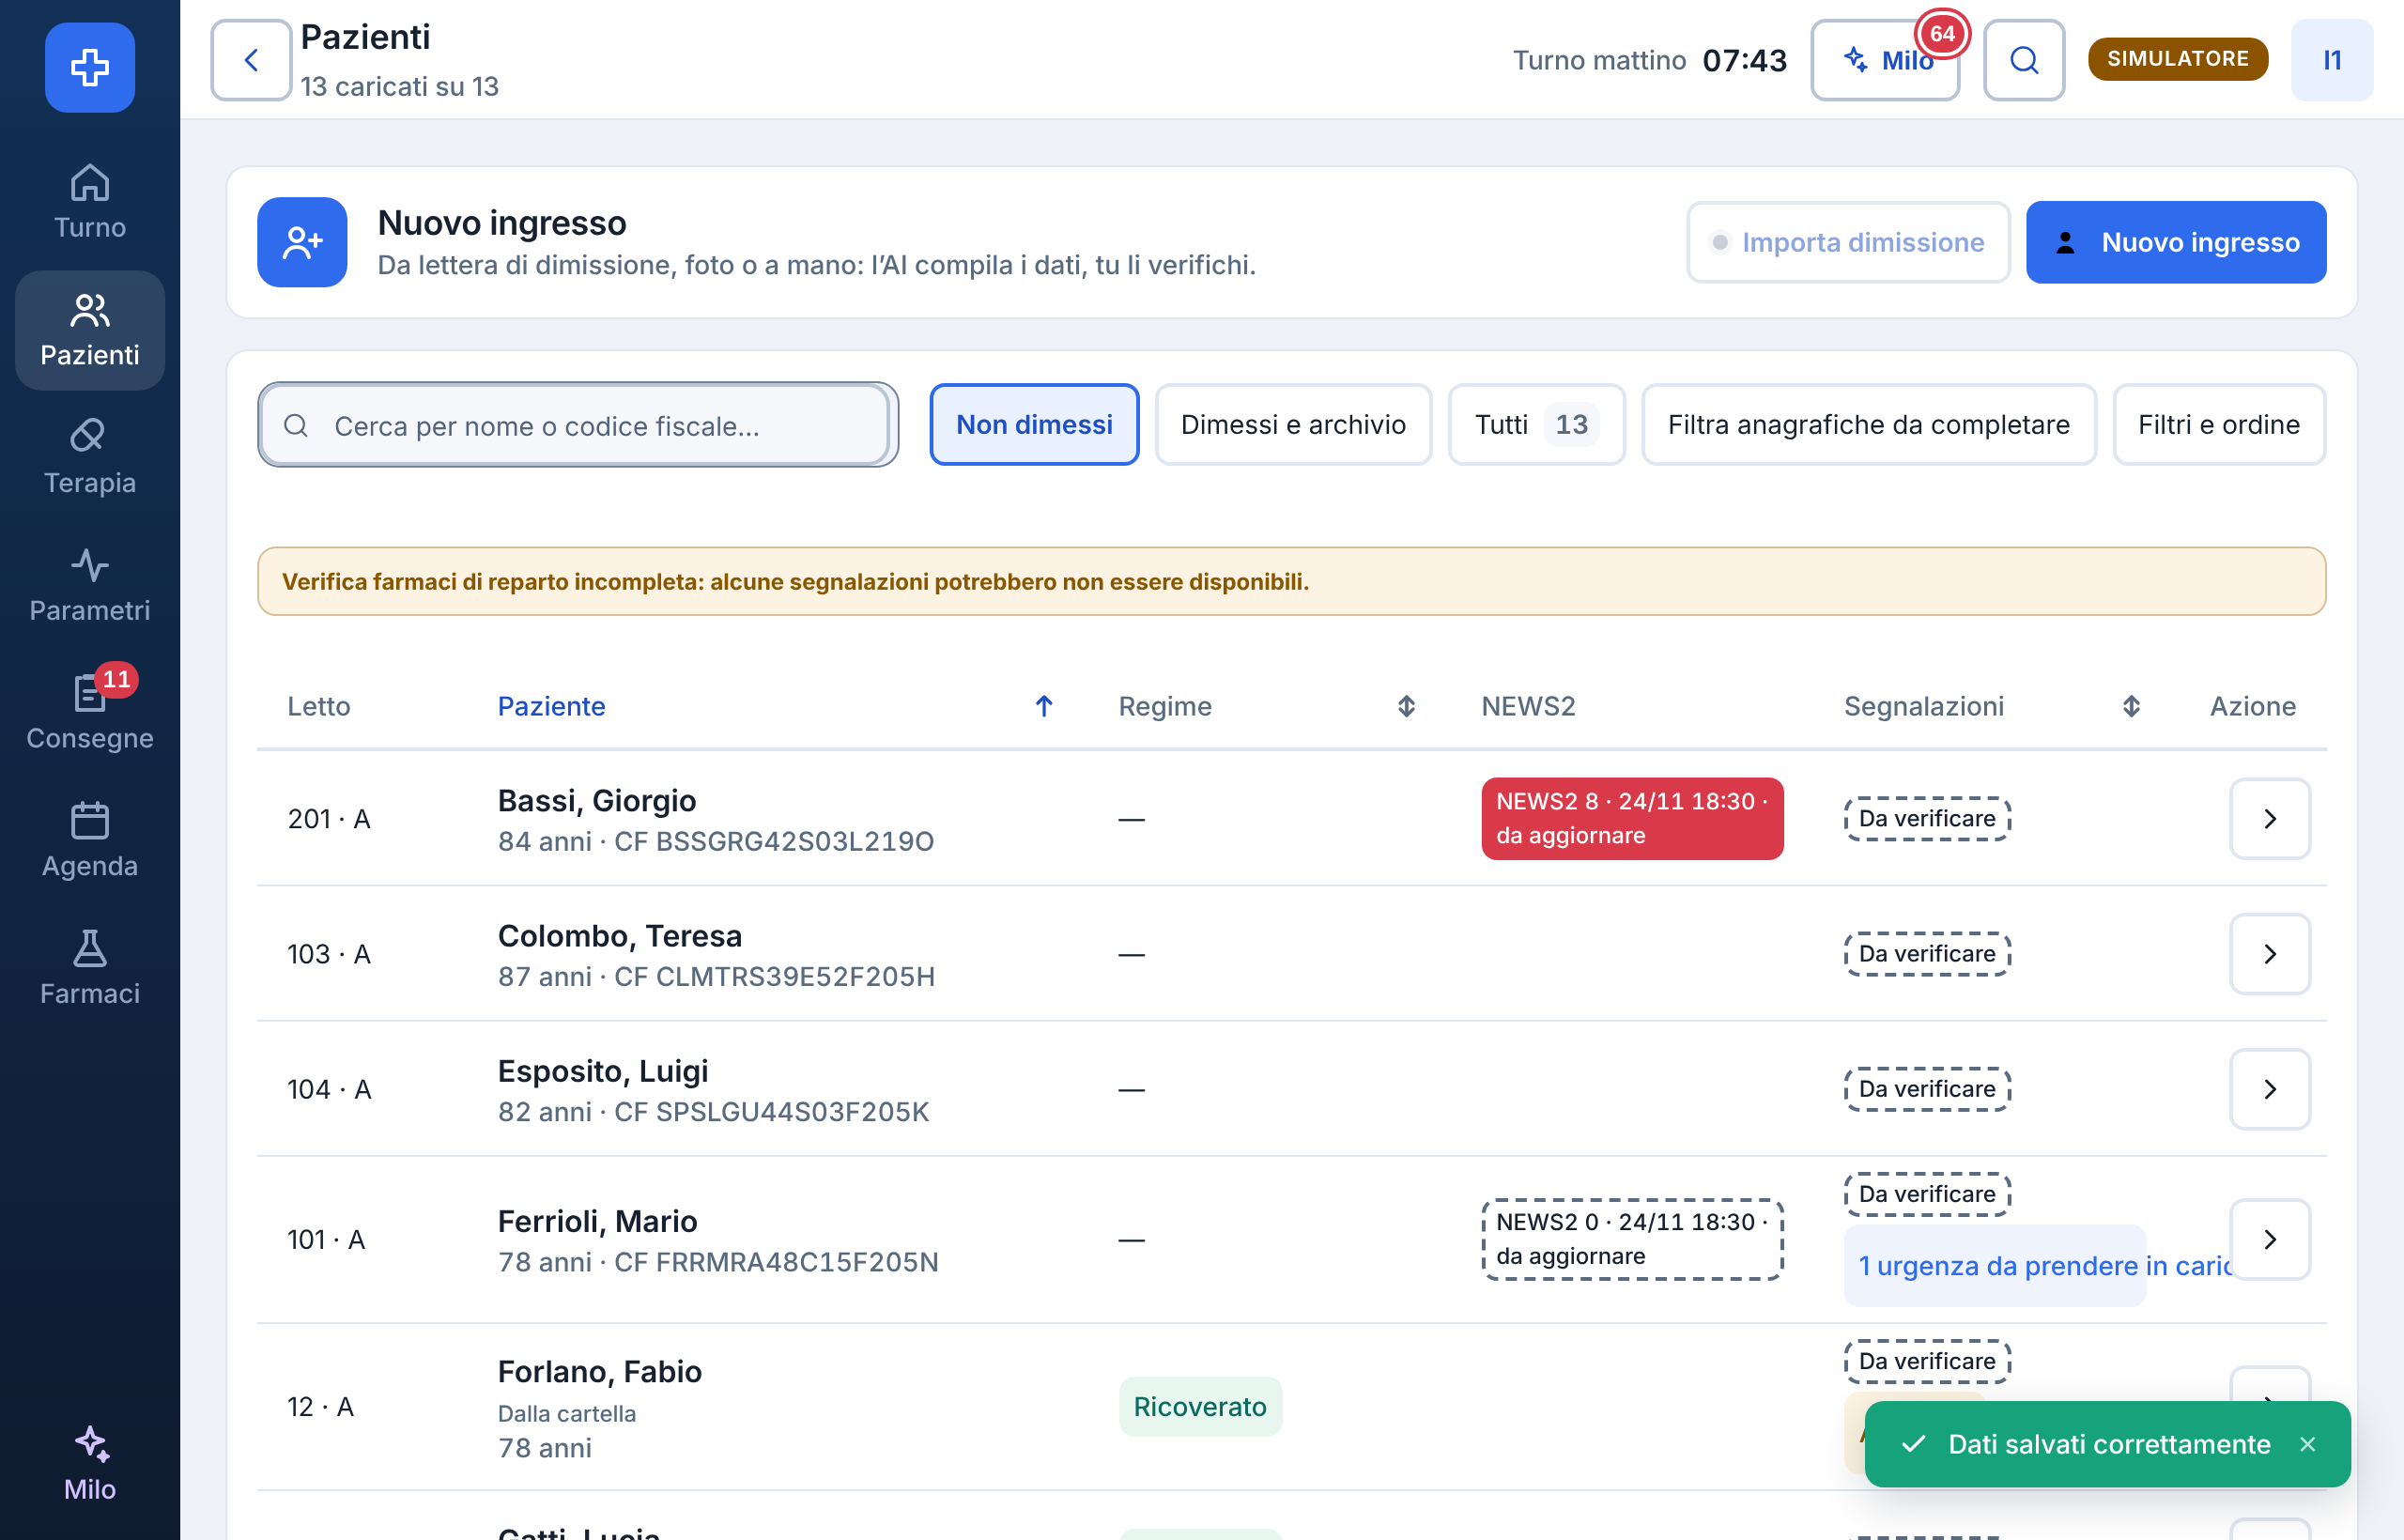 Pazienti
13 caricati su 13
Turno mattino 07:43
Milo
64
SIMULATORE
I1
Turno
Pazienti
Terapia
Parametri
11
Consegne
Agenda
Farmaci
Milo
Nuovo ingresso
Da lettera di dimissione, foto o a mano: l’AI compila i dati, tu li verifichi.
Importa dimissione
Nuovo ingresso
Cerca per nome o codice fiscale...
Non dimessi
Dimessi e archivio
Tutti 13
Filtra anagrafiche da completare
Filtri e ordine
Verifica farmaci di reparto incompleta: alcune segnalazioni potrebbero non essere disponibili.
Letto Paziente Regime NEWS2 Segnalazioni Azione
201 · A
Bassi, Giorgio
84 anni · CF BSSGRG42S03L219O
—
NEWS2 8 · 24/11 18:30 ·
da aggiornare
Da verificare
103 · A
Colombo, Teresa
87 anni · CF CLMTRS39E52F205H
—
Da verificare
104 · A
Esposito, Luigi
82 anni · CF SPSLGU44S03F205K
—
Da verificare
101 · A
Ferrioli, Mario
78 anni · CF FRRMRA48C15F205N
—
NEWS2 0 · 24/11 18:30 ·
da aggiornare
Da verificare
1 urgenza da prendere in caric
12 · A
Forlano, Fabio
Dalla cartella
78 anni
Ricoverato
Da verificare
Dati salvati correttamente
Gatti, Lucia